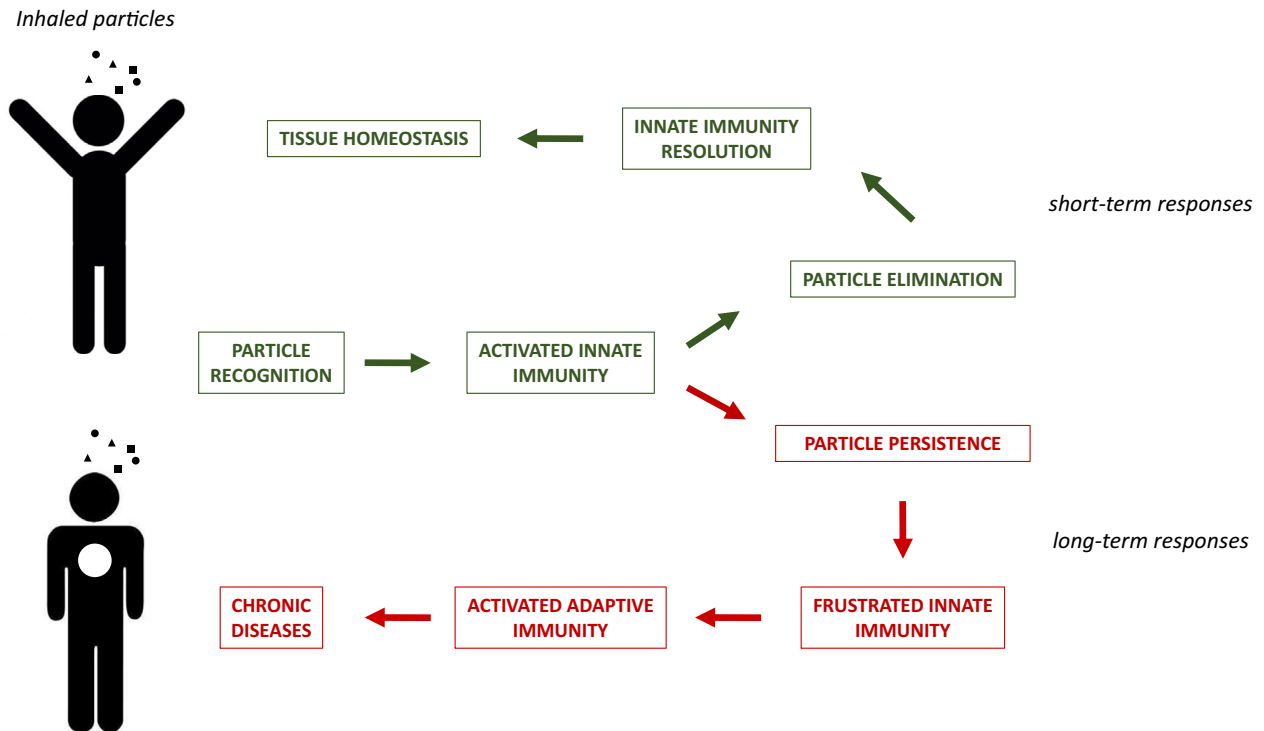 Inhaled particles
TISSUE HOMEOSTASIS
INNATE IMMUNITY
RESOLUTION
short-term responses
PARTICLE ELIMINATION
PARTICLE
RECOGNITION
ACTIVATED INNATE
IMMUNITY
PARTICLE PERSISTENCE
long-term responses
CHRONIC
DISEASES
ACTIVATED ADAPTIVE
IMMUNITY
FRUSTRATED INNATE
IMMUNITY